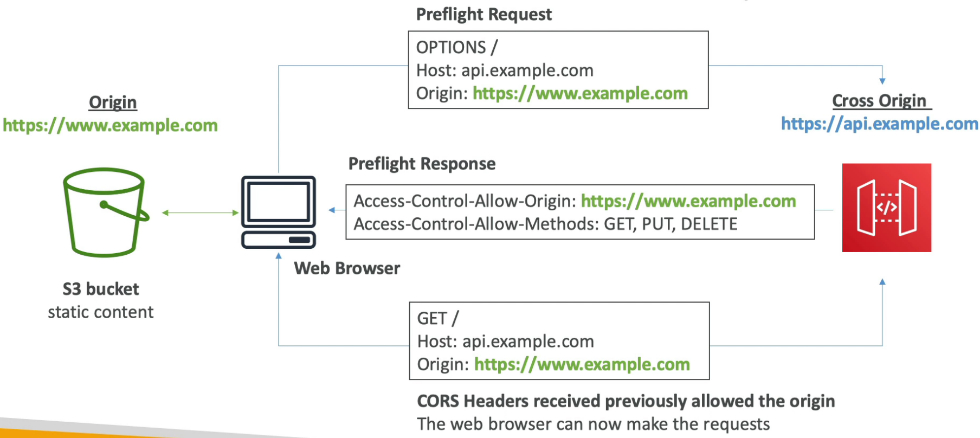 Preflight Request
OPTIONS /
Host: api.example.com
Origin: https://www.example.com
Origin
https://www.example.com
Cross Origin
https://api.example.com
Preflight Response
Access-Control-Allow-Origin: https://www.example.com
Access-Control-Allow-Methods: GET, PUT, DELETE
</>
Web Browser
S3 bucket
static content
GET /
Host: api.example.com
Origin: https://www.example.com
CORS Headers received previously allowed the origin
The web browser can now make the requests